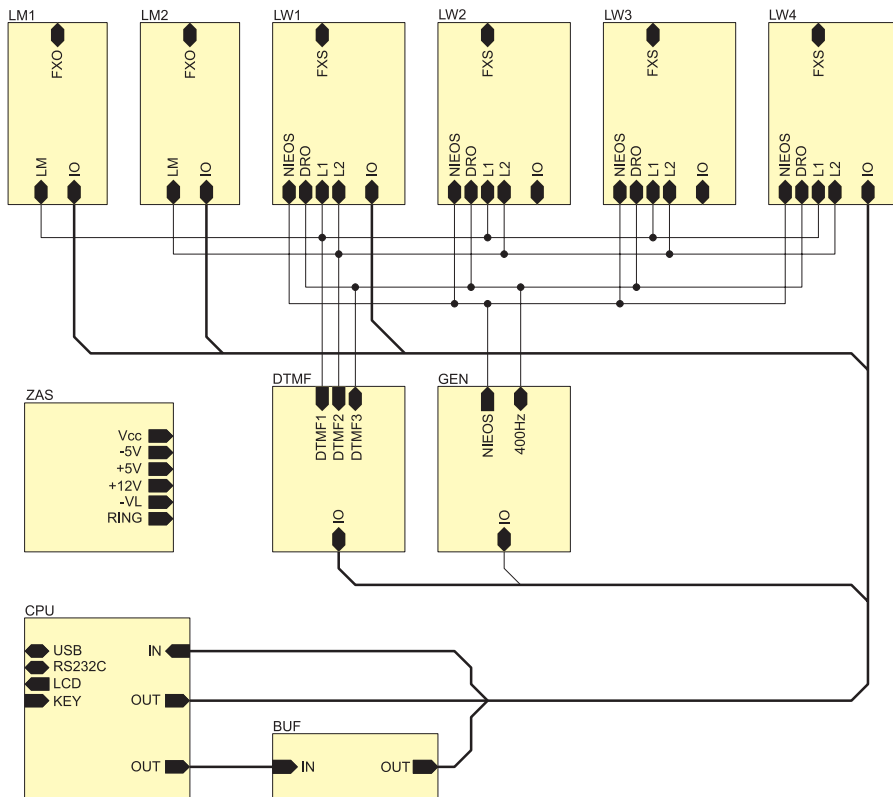 LM1 LM2 LW1 LW2 LW3 LW4
FXO FXO FXS FXS FXS FXS
LM IO LM IO NIEOS DRO L1 L2 IO NIEOS DRO L1 L2 IO NIEOS DRO L1 L2 IO NIEOS DRO L1 L2 IO
DTMF GEN
DTMF1 DTMF2 DTMF3 NIEOS 400Hz
IO IO
ZAS
Vcc
-5V
+5V
+12V
-VL
RING
CPU
USB IN
RS232C
LCD
KEY OUT
BUF
OUT IN OUT